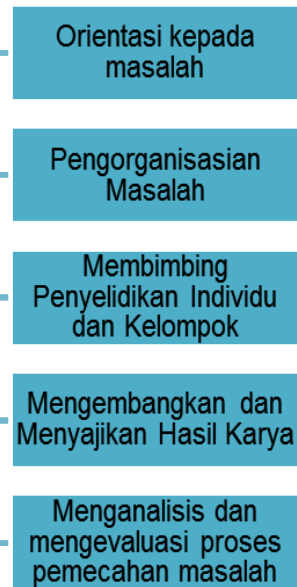 Orientasi kepada
masalah
Pengorganisasian
Masalah
Membimbing
Penyelidikan Individu
dan Kelompok
Mengembangkan dan
Menyajikan Hasil Karya
Menganalisis dan
mengevaluasi proses
pemecahan masalah